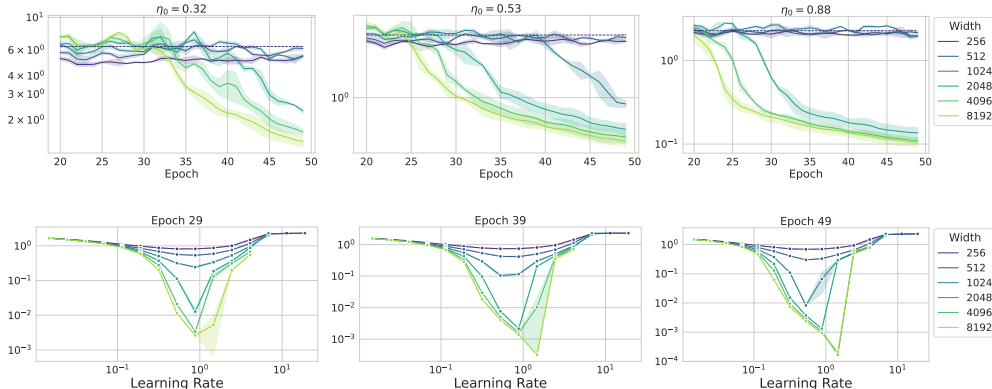 η₀ = 0.32
η₀ = 0.53
η₀ = 0.88
10¹
6 × 10⁰
4 × 10⁰
3 × 10⁰
2 × 10⁰
10⁰
10⁰
10⁻¹
20 25 30 35 40 45 50
20 25 30 35 40 45 50
20 25 30 35 40 45 50
Epoch
Epoch
Epoch
Width
256
512
1024
2048
4096
8192
Epoch 29
Epoch 39
Epoch 49
10⁰
10⁻¹
10⁻²
10⁻³
10⁰
10⁻¹
10⁻²
10⁻³
10⁰
10⁻¹
10⁻²
10⁻³
10⁻⁴
10⁻¹ 10⁰ 10¹
10⁻¹ 10⁰ 10¹
10⁻¹ 10⁰ 10¹
Learning Rate
Learning Rate
Learning Rate
Width
256
512
1024
2048
4096
8192